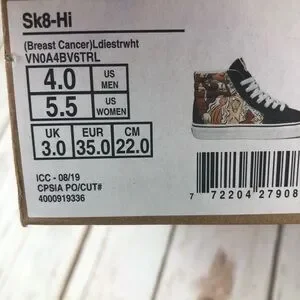 Sk8-Hi
(Breast Cancer)Ldiestrwht
VN0A4BV6TRL
4.0 US MEN
5.5 US WOMEN
UK EUR CM
3.0 35.0 22.0
ICC - 08/19
CPSIA PO/CUT#
4000919336
7 72204 27908